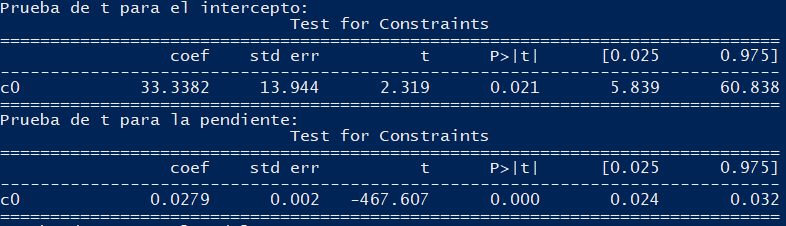 Prueba de t para el intercepto:
Test for Constraints
==============================================================================
coef    std err          t      P>|t|      [0.025      0.975]
------------------------------------------------------------------------------
c0            33.3382     13.944      2.319      0.021       5.839      60.838
==============================================================================
Prueba de t para la pendiente:
Test for Constraints
==============================================================================
coef    std err          t      P>|t|      [0.025      0.975]
------------------------------------------------------------------------------
c0             0.0279      0.002   -467.607      0.000       0.024       0.032
==============================================================================